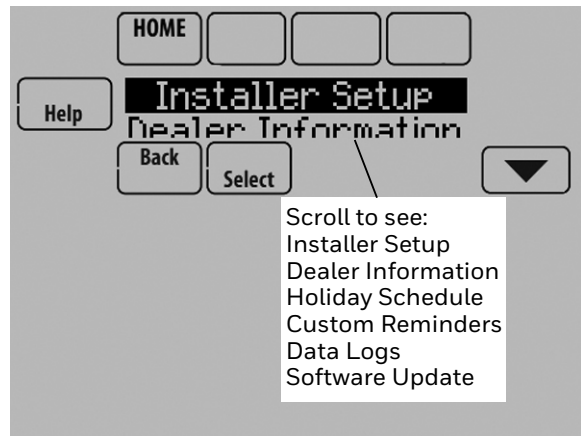 HOME
Help
Installer Setup
Dealer Information
Back
Select
Scroll to see:
Installer Setup
Dealer Information
Holiday Schedule
Custom Reminders
Data Logs
Software Update